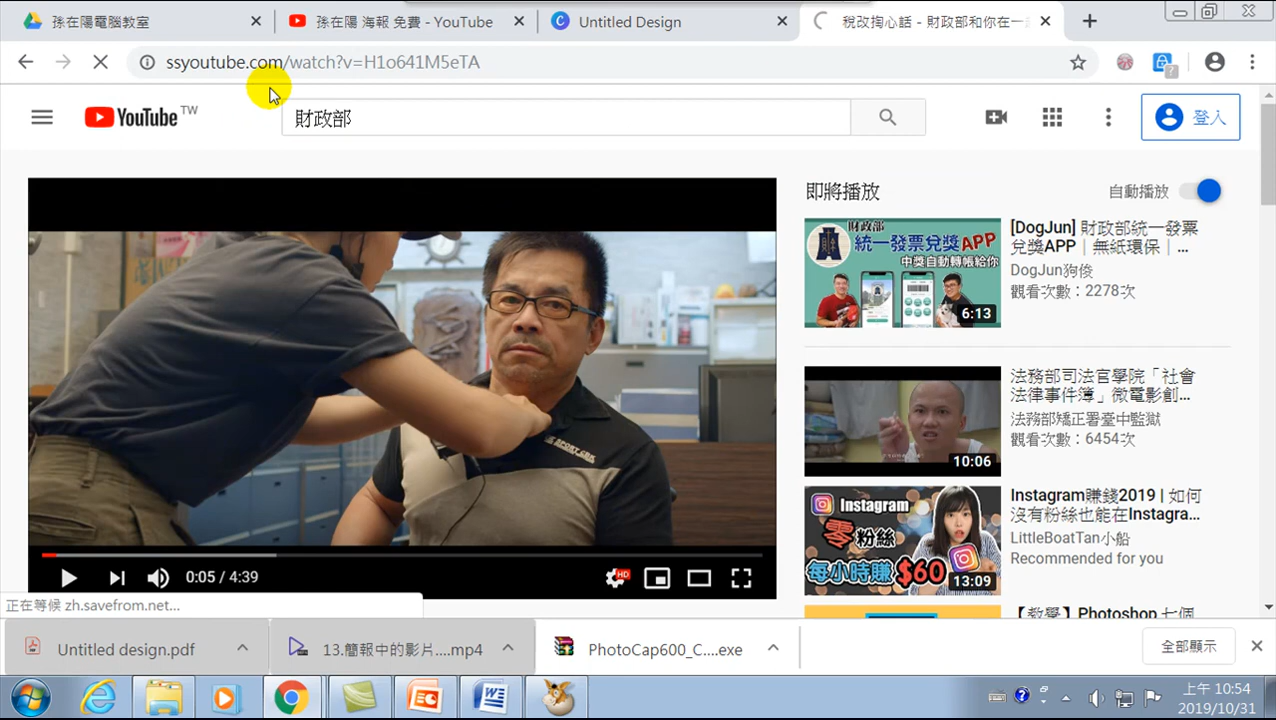 孫在陽電腦教室
孫在陽 海報 免費 - YouTube
Untitled Design
稅改掏心話 - 財政部和你在一
ssyoutube.com/watch?v=H1o641M5eTA
YouTube TW
財政部
登入
即將播放
自動播放
財政部
統一發票兌獎APP
中獎自動轉帳給你
6:13
[DogJun] 財政部統一發票
兌獎APP｜無紙環保｜...
DogJun狗俊
觀看次數：2278次
10:06
法務部司法官學院「社會
法律事件簿」微電影創...
法務部矯正署臺中監獄
觀看次數：6454次
Instagram
零粉絲
每小時賺$60
13:09
Instagram賺錢2019 | 如何
沒有粉絲也能在Instagra...
LittleBoatTan小船
Recommended for you
【教學】Photoshop 七個
0:05 / 4:39
HD
正在等候 zh.savefrom.net...
Untitled design.pdf
13.簡報中的影片....mp4
PhotoCap600_C....exe
全部顯示
上午 10:54
2019/10/31